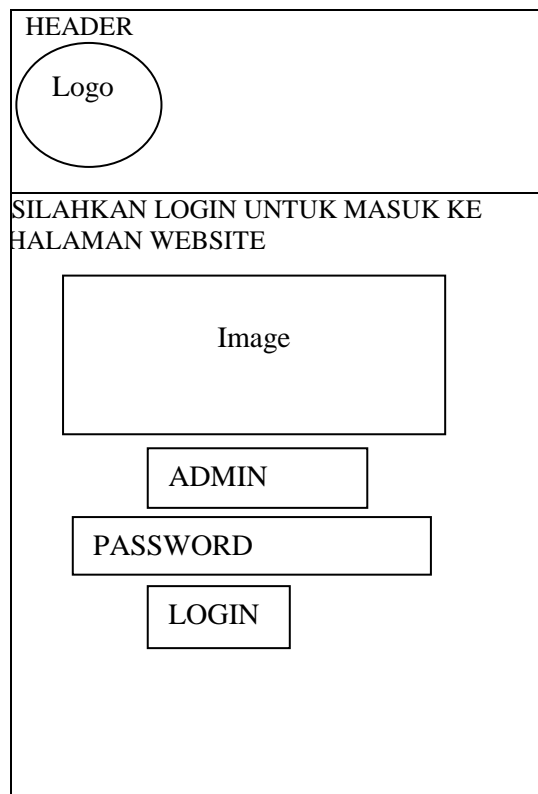 HEADER
Logo
SILAHKAN LOGIN UNTUK MASUK KE
HALAMAN WEBSITE
Image
ADMIN
PASSWORD
LOGIN